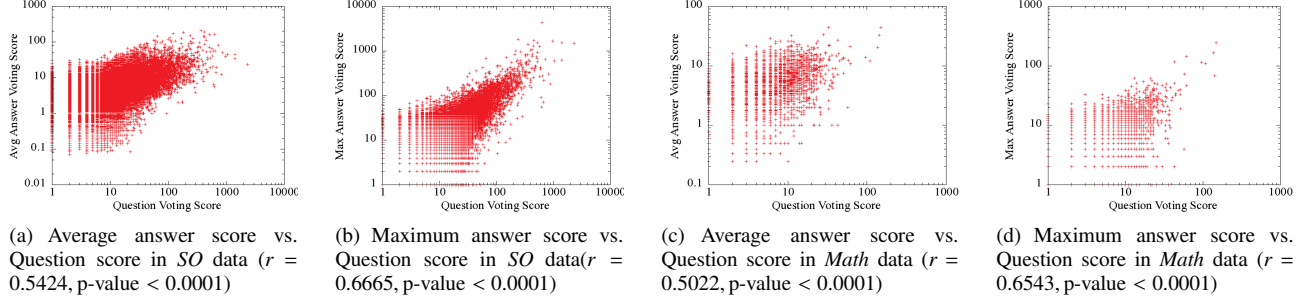 1000
100
10
1
0.1
0.01
1
10
100
1000
10000
Avg Answer Voting Score
Question Voting Score
10000
1000
100
10
1
1
10
100
1000
10000
Max Answer Voting Score
Question Voting Score
100
10
1
0.1
1
10
100
1000
Avg Answer Voting Score
Question Voting Score
1000
100
10
1
1
10
100
1000
Max Answer Voting Score
Question Voting Score
(a) Average answer score vs.
Question score in SO data (r =
0.5424, p-value < 0.0001)
(b) Maximum answer score vs.
Question score in SO data(r =
0.6665, p-value < 0.0001)
(c) Average answer score vs.
Question score in Math data (r =
0.5022, p-value < 0.0001)
(d) Maximum answer score vs.
Question score in Math data (r =
0.6543, p-value < 0.0001)